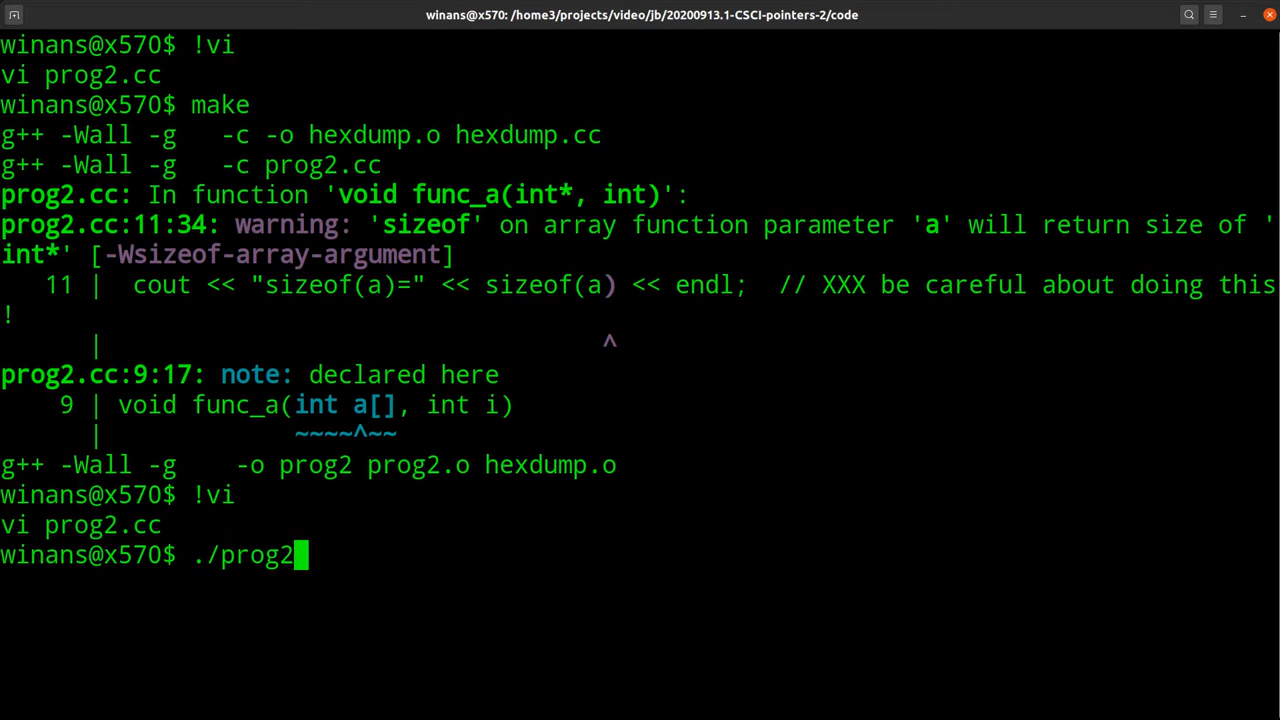 winans@x570: /home3/projects/video/jb/20200913.1-CSCI-pointers-2/code
winans@x570$ !vi
vi prog2.cc
winans@x570$ make
g++ -Wall -g   -c -o hexdump.o hexdump.cc
g++ -Wall -g   -c prog2.cc
prog2.cc: In function 'void func_a(int*, int)':
prog2.cc:11:34: warning: 'sizeof' on array function parameter 'a' will return size of '
int*' [-Wsizeof-array-argument]
   11 |  cout << "sizeof(a)=" << sizeof(a) << endl;  // XXX be careful about doing this
!
      |                                  ^
prog2.cc:9:17: note: declared here
    9 | void func_a(int a[], int i)
      |             ~~~~^~~
g++ -Wall -g    -o prog2 prog2.o hexdump.o
winans@x570$ !vi
vi prog2.cc
winans@x570$ ./prog2